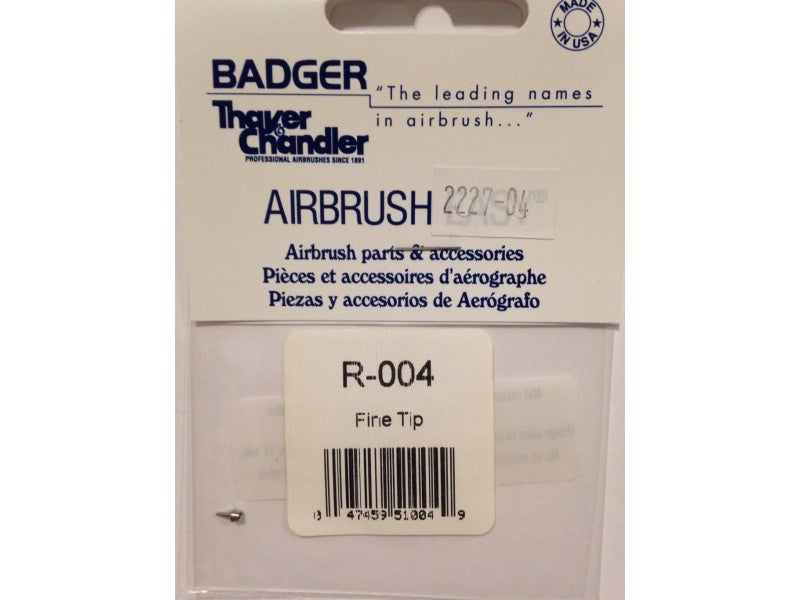 MADE
IN USA
BADGER
"The leading names
Thayer & Chandler
in airbrush..."
PROFESSIONAL AIRBRUSHES SINCE 1891
AIRBRUSH EASY®
2227-04
Airbrush parts & accessories
Pièces et accessoires d'aérographe
Piezas y accesorios de Aerógrafo
R-004
Fine Tip
47459 51004 9